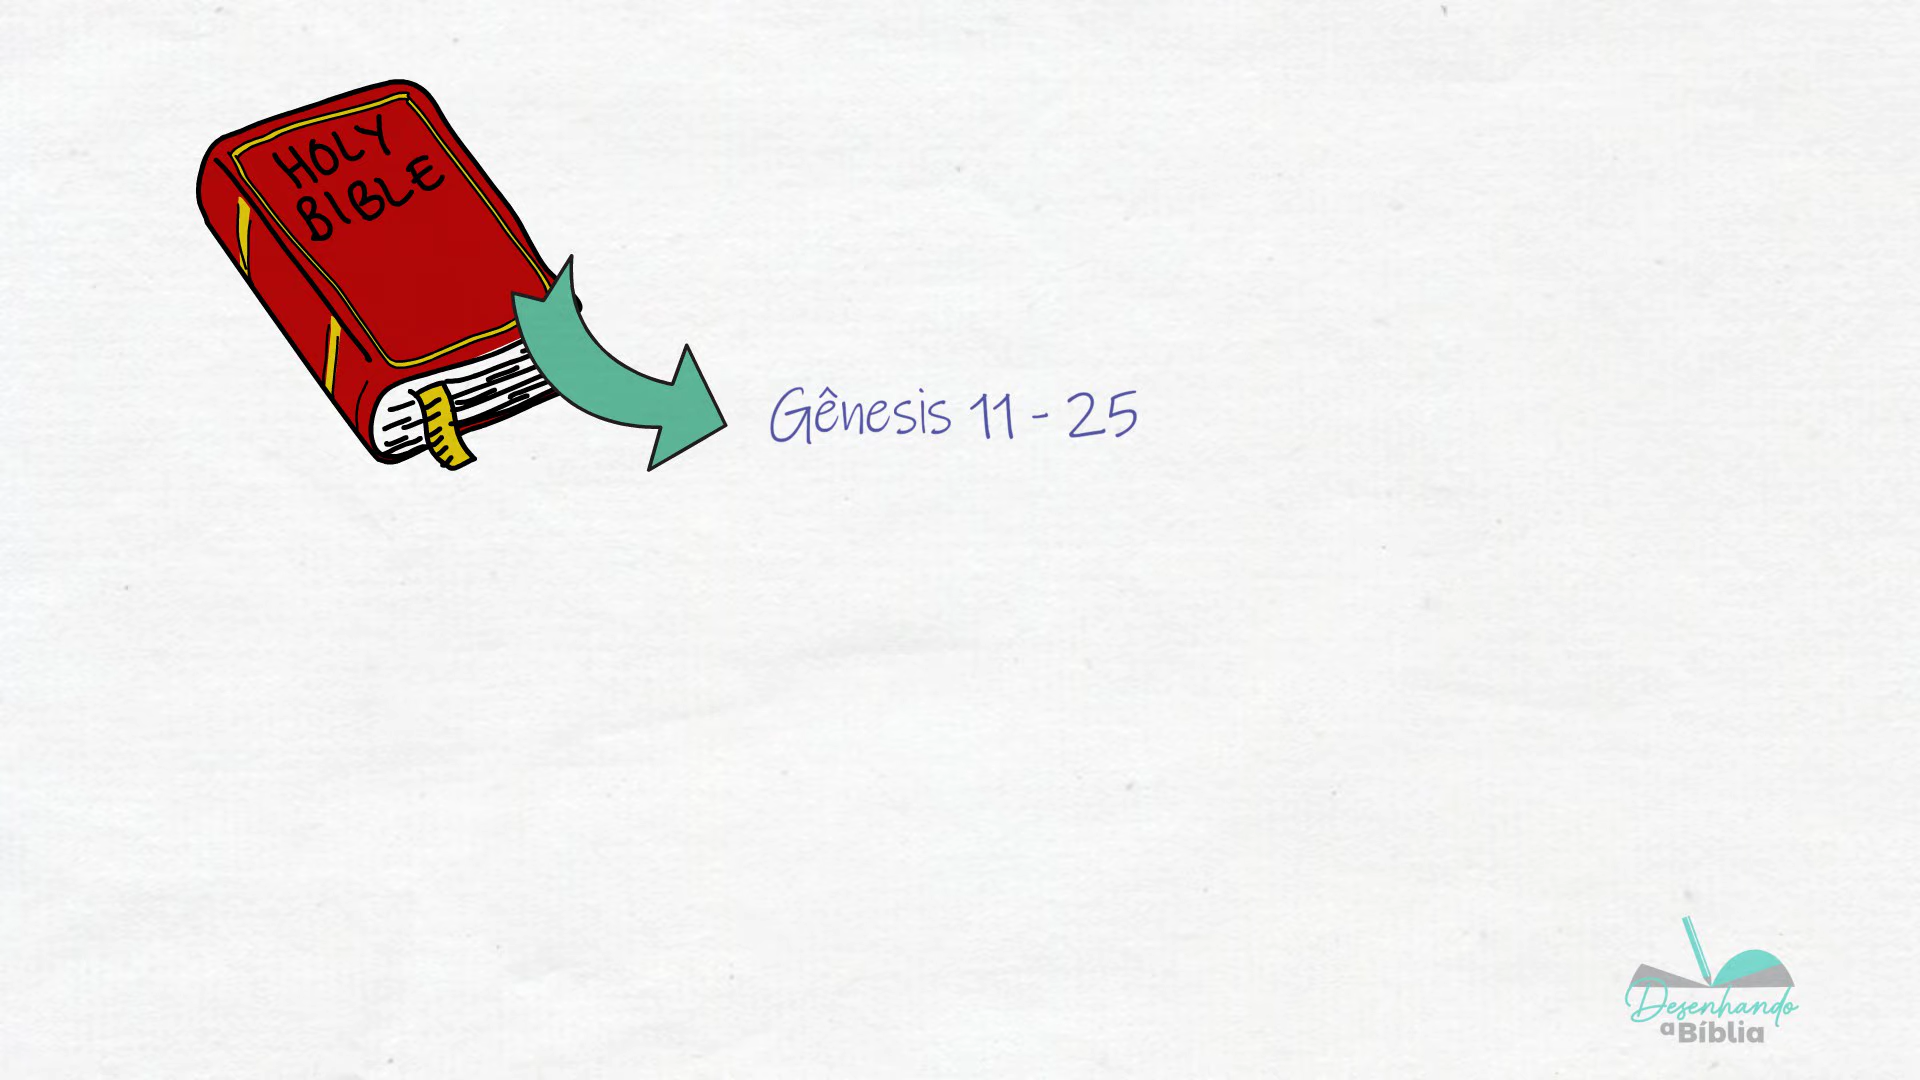 HOLY
BIBLE
Gênesis 11 - 25
Desenhando
a Bíblia